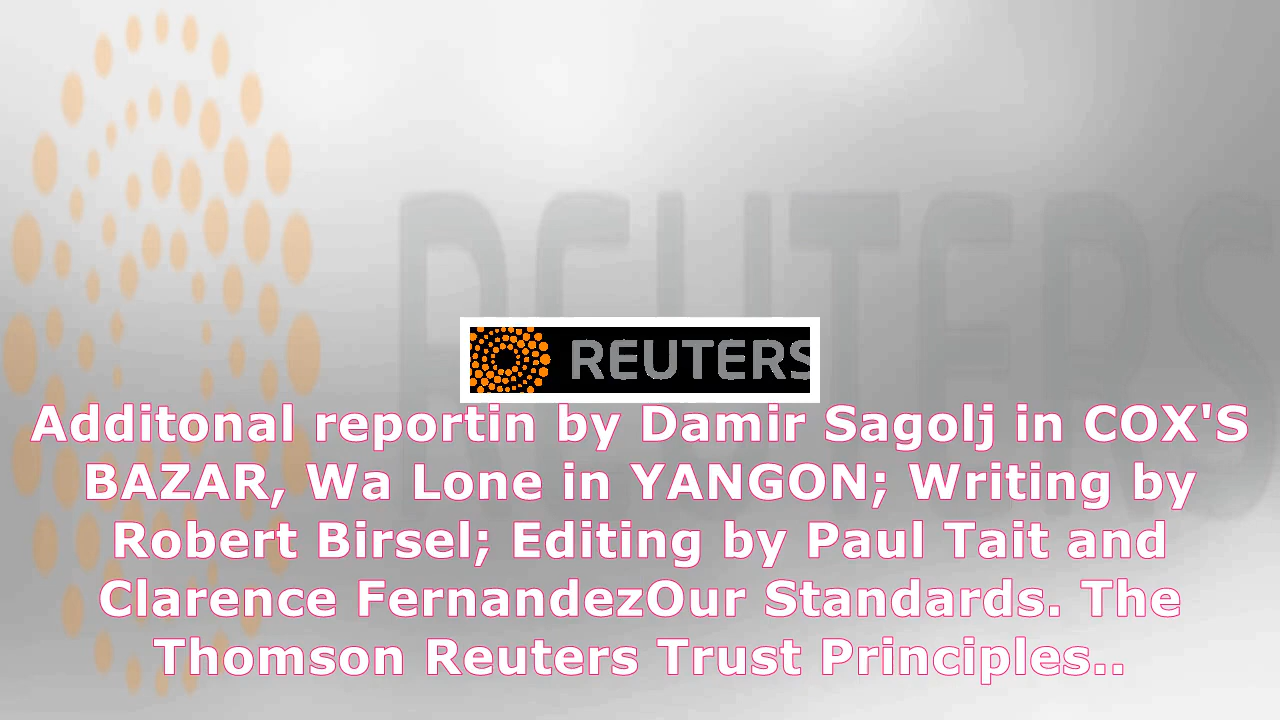 REUTERS
REUTERS
Additonal reportin by Damir Sagolj in COX'S
BAZAR, Wa Lone in YANGON; Writing by
Robert Birsel; Editing by Paul Tait and
Clarence FernandezOur Standards. The
Thomson Reuters Trust Principles..